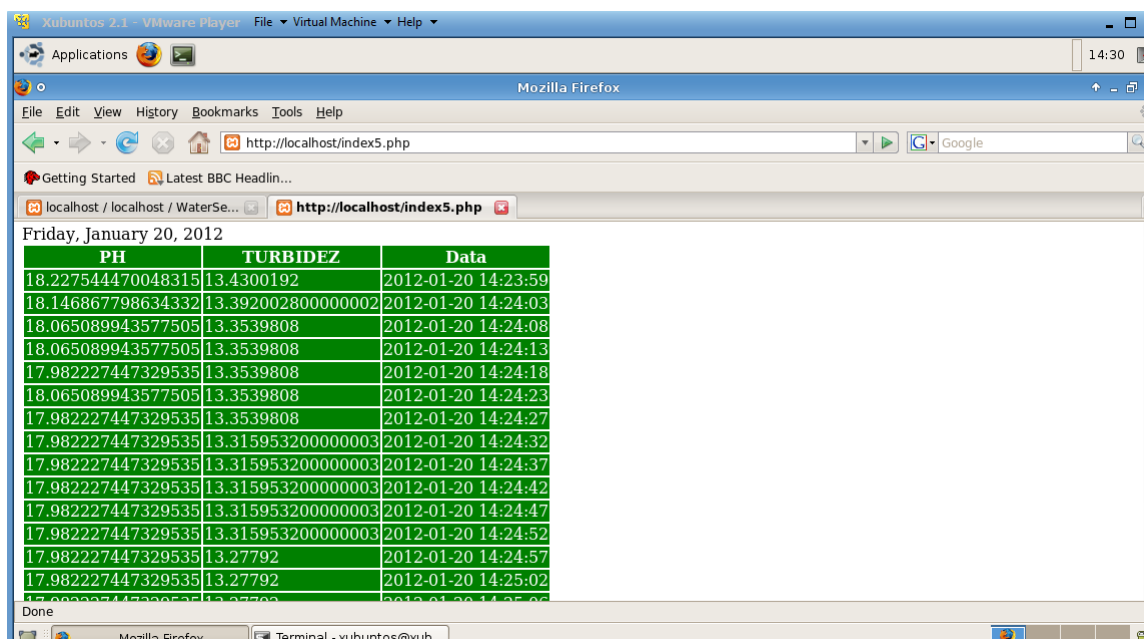 Xubuntos 2.1 - VMware Player File Virtual Machine Help
Applications 14:30
Mozilla Firefox
File Edit View History Bookmarks Tools Help
http://localhost/index5.php Google
Getting Started Latest BBC Headlin...
localhost / localhost / WaterSe... http://localhost/index5.php
Friday, January 20, 2012
PH TURBIDEZ Data
18.227544470048315 13.4300192 2012-01-20 14:23:59
18.146867798634332 13.392002800000002 2012-01-20 14:24:03
18.065089943577505 13.3539808 2012-01-20 14:24:08
18.065089943577505 13.3539808 2012-01-20 14:24:13
17.982227447329535 13.3539808 2012-01-20 14:24:18
18.065089943577505 13.3539808 2012-01-20 14:24:23
17.982227447329535 13.3539808 2012-01-20 14:24:27
17.982227447329535 13.315953200000003 2012-01-20 14:24:32
17.982227447329535 13.315953200000003 2012-01-20 14:24:37
17.982227447329535 13.315953200000003 2012-01-20 14:24:42
17.982227447329535 13.315953200000003 2012-01-20 14:24:47
17.982227447329535 13.315953200000003 2012-01-20 14:24:52
17.982227447329535 13.27792 2012-01-20 14:24:57
17.982227447329535 13.27792 2012-01-20 14:25:02
17.982227447329535 13.27792 2012-01-20 14:25:06
Done
Mozilla Firefox Terminal - xubuntos@xub...